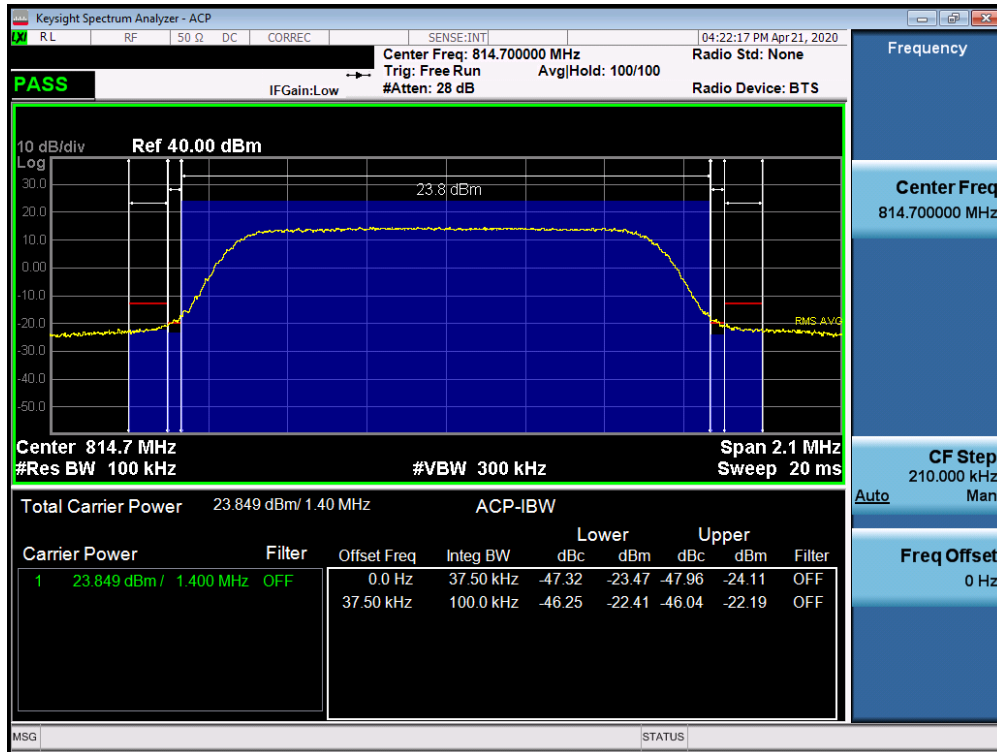 Keysight Spectrum Analyzer - ACP
LXI RL RF 50 Ω DC CORREC SENSE:INT 04:22:17 PM Apr 21, 2020
Center Freq: 814.700000 MHz Radio Std: None
Trig: Free Run Avg|Hold: 100/100
PASS IFGain:Low #Atten: 28 dB Radio Device: BTS
Frequency
10 dB/div Ref 40.00 dBm
Log
30.0
20.0
10.0
0.00
-10.0
-20.0
-30.0
-40.0
-50.0
23.8 dBm
RMS AVG
Center 814.7 MHz Span 2.1 MHz
#Res BW 100 kHz #VBW 300 kHz Sweep 20 ms
Total Carrier Power 23.849 dBm/ 1.40 MHz ACP-IBW
Lower Upper
Carrier Power Filter Offset Freq Integ BW dBc dBm dBc dBm Filter
1 23.849 dBm / 1.400 MHz OFF 0.0 Hz 37.50 kHz -47.32 -23.47 -47.96 -24.11 OFF
37.50 kHz 100.0 kHz -46.25 -22.41 -46.04 -22.19 OFF
Center Freq
814.700000 MHz
CF Step
210.000 kHz
Auto Man
Freq Offset
0 Hz
MSG STATUS